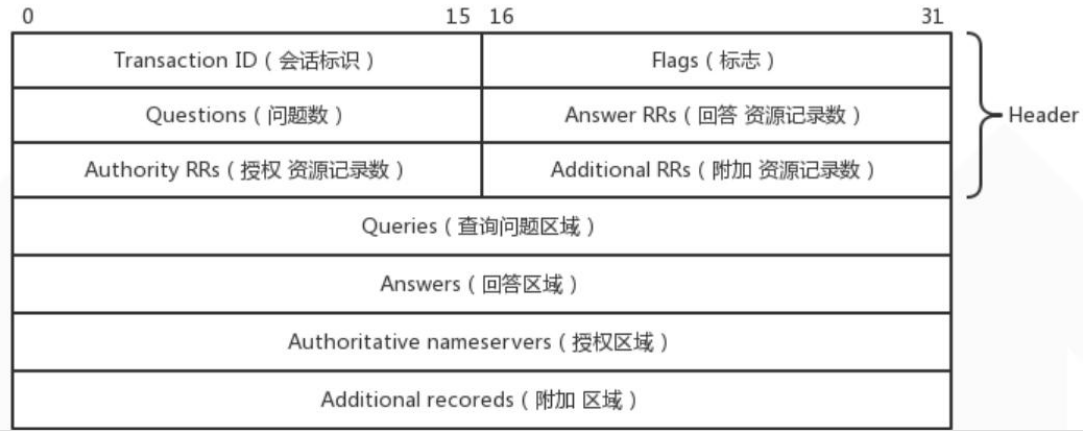 0 15 16 31
Transaction ID ( 会话标识 ) Flags ( 标志 )
Questions ( 问题数 ) Answer RRs ( 回答 资源记录数 ) Header
Authority RRs ( 授权 资源记录数 ) Additional RRs ( 附加 资源记录数 )
Queries ( 查询问题区域 )
Answers ( 回答区域 )
Authoritative nameservers ( 授权区域 )
Additional recoreds ( 附加 区域 )